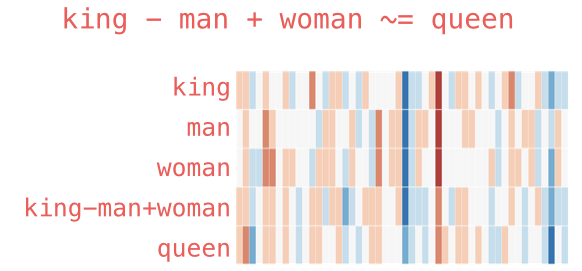 king - man + woman ~= queen
king
man
woman
king-man+woman
queen